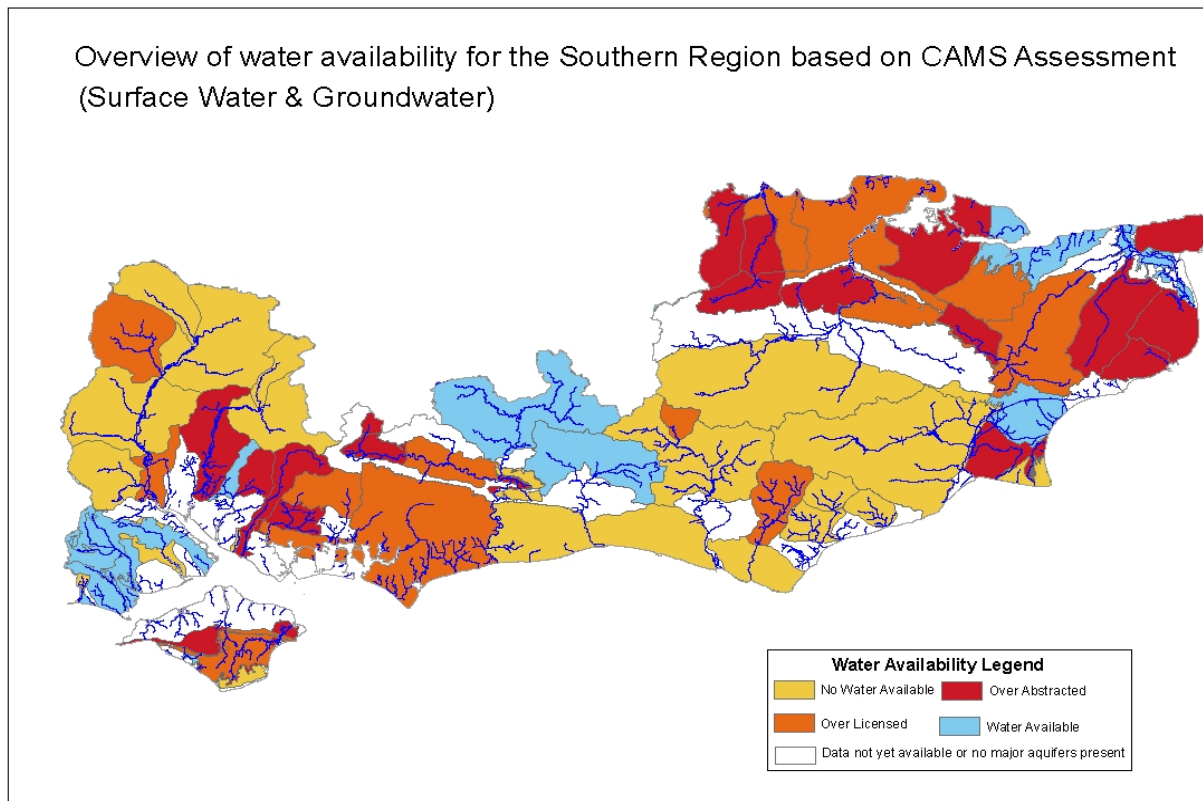 Overview of water availability for the Southern Region based on CAMS Assessment
(Surface Water & Groundwater)
Water Availability Legend
No Water Available
Over Abstracted
Over Licensed
Water Available
Data not yet available or no major aquifers present